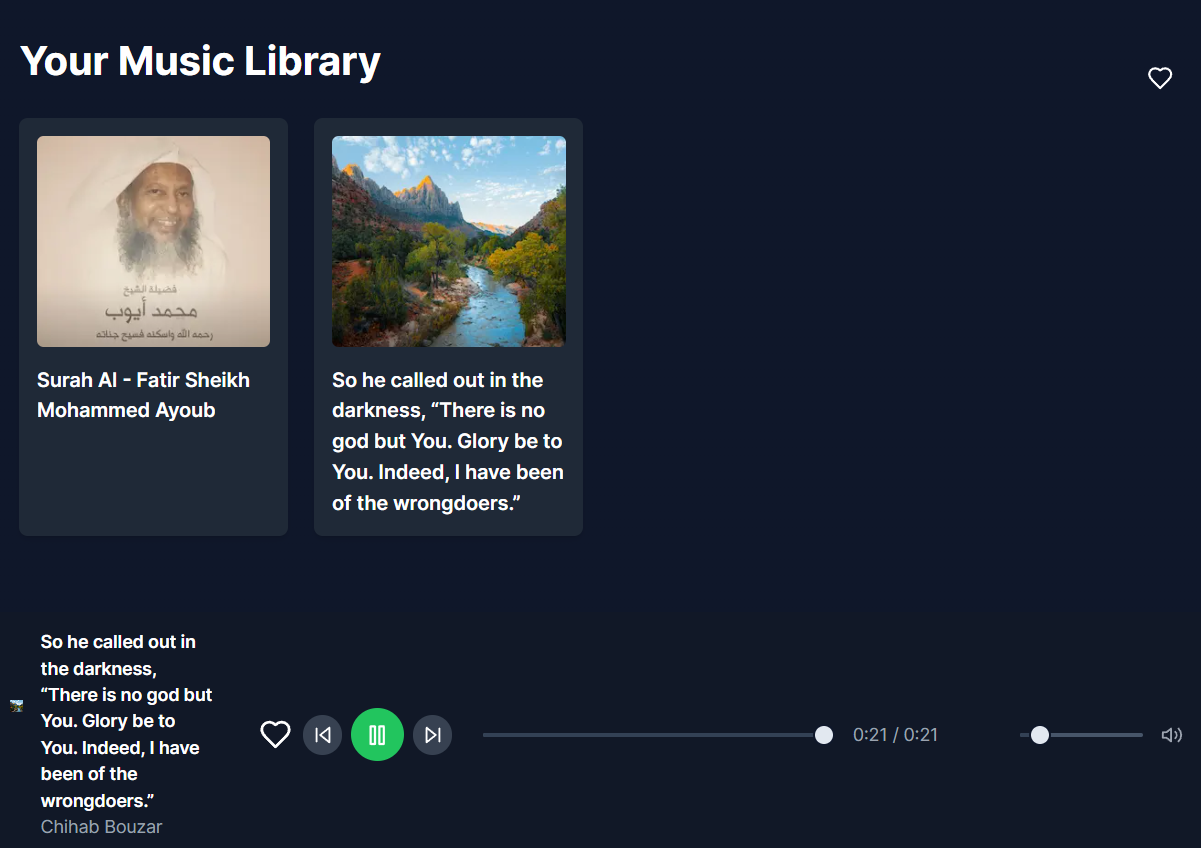 Your Music Library
فضيلة الشيخ
محمد أيوب
رحمه الله واسكنه فسيح جناته
Surah Al - Fatir Sheikh
Mohammed Ayoub
So he called out in the
darkness, “There is no
god but You. Glory be to
You. Indeed, I have been
of the wrongdoers.”
So he called out in
the darkness,
“There is no god but
You. Glory be to
You. Indeed, I have
been of the
wrongdoers.”
Chihab Bouzar
0:21 / 0:21